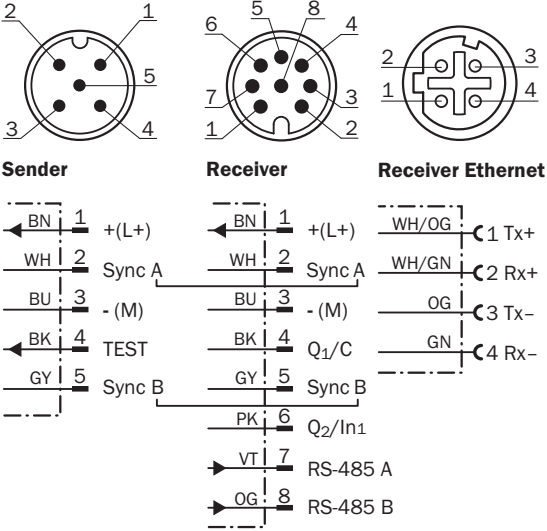 2 1
5
3 4
5 8
6 4
7 3
1 2
2 3
1 4
Sender
Receiver
Receiver Ethernet
BN 1 +(L+)
WH 2 Sync A
BU 3 - (M)
BK 4 TEST
GY 5 Sync B
BN 1 +(L+)
WH 2 Sync A
BU 3 - (M)
BK 4 Q1/C
GY 5 Sync B
PK 6 Q2/In1
VT 7 RS-485 A
OG 8 RS-485 B
WH/OG 1 Tx+
WH/GN 2 Rx+
OG 3 Tx–
GN 4 Rx–